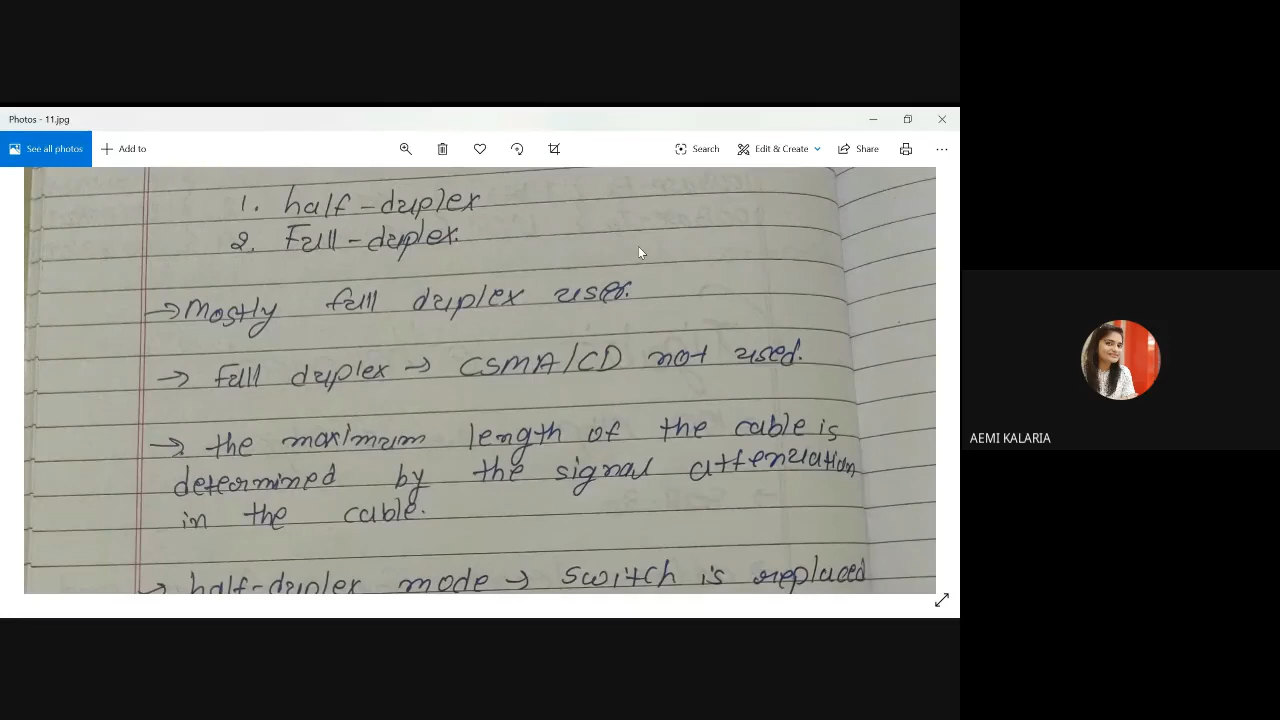 Photos - 11.jpg
See all photos
Add to
Search
Edit & Create
Share
1. half-duplex
2. Full-duplex.
→ Mostly full duplex user.
→ full duplex → CSMA/CD not used.
→ the maximum length of the cable is
determined by the signal attenuation
in the cable.
→ half-duplex mode → switch is replaced
AEMI KALARIA